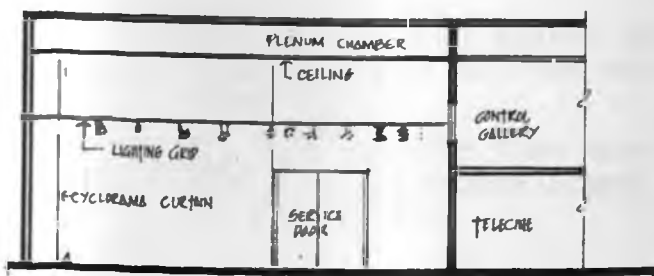 PLENUM CHAMBER
CEILING
CONTROL
GALLERY
LIGHTING GRID
CYCLORAMA CURTAIN
SERVICE
DOOR
TELECINE